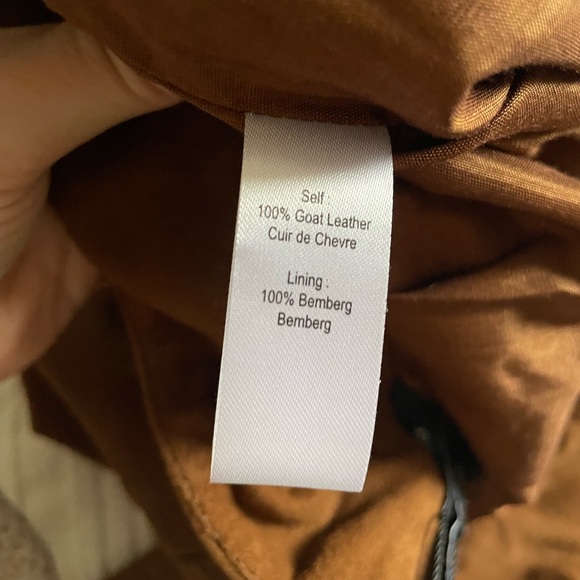 Self :
100% Goat Leather
Cuir de Chevre
Lining :
100% Bemberg
Bemberg